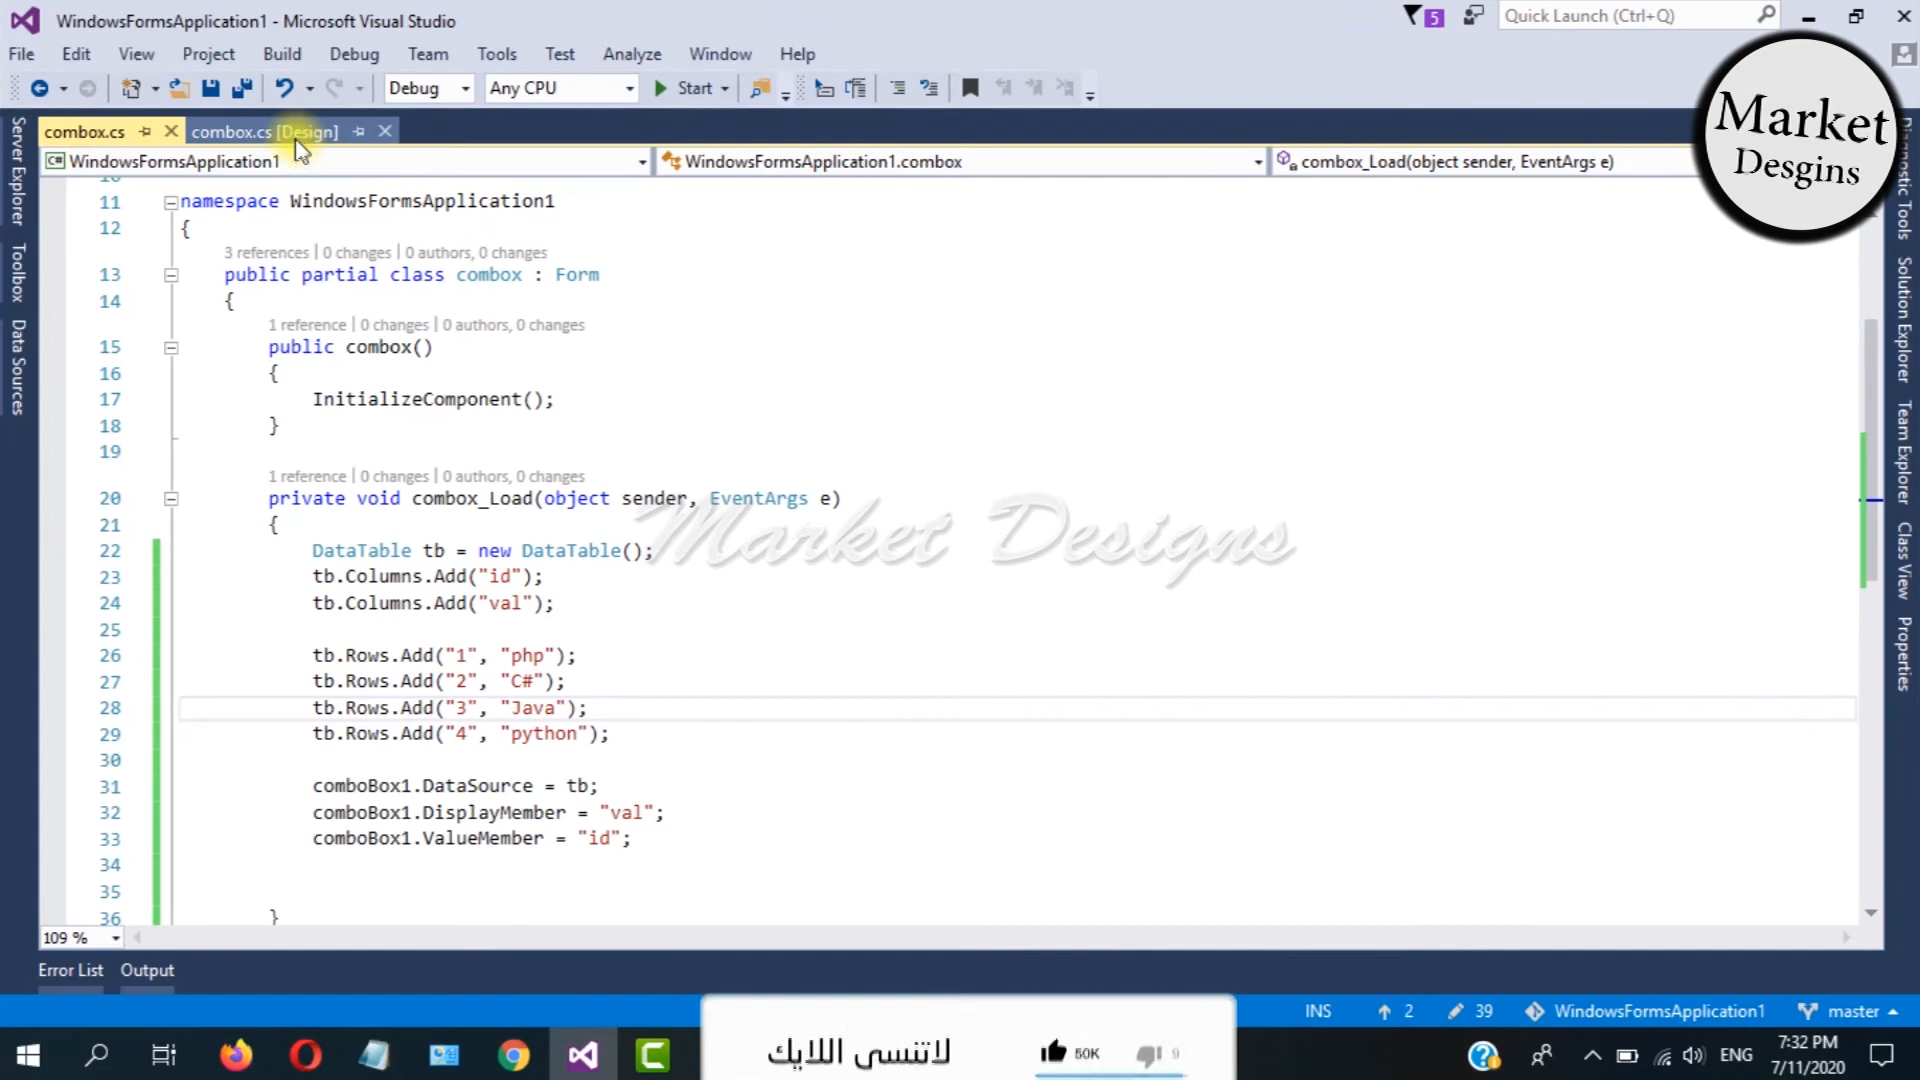 WindowsFormsApplication1 - Microsoft Visual Studio
5
Quick Launch (Ctrl+Q)
File Edit View Project Build Debug Team Tools Test Analyze Window Help
Debug Any CPU Start
Market
Desgins
combox.cs combox.cs [Design]
WindowsFormsApplication1 WindowsFormsApplication1.combox combox_Load(object sender, EventArgs e)
Server Explorer
Toolbox
Data Sources
Diagnostic Tools
Solution Explorer
Team Explorer
Class View
Properties
11 namespace WindowsFormsApplication1
12 {
3 references | 0 changes | 0 authors, 0 changes
13 public partial class combox : Form
14 {
1 reference | 0 changes | 0 authors, 0 changes
15 public combox()
16 {
17 InitializeComponent();
18 }
19
1 reference | 0 changes | 0 authors, 0 changes
20 private void combox_Load(object sender, EventArgs e)
21 {
Market Designs
22 DataTable tb = new DataTable();
23 tb.Columns.Add("id");
24 tb.Columns.Add("val");
25
26 tb.Rows.Add("1", "php");
27 tb.Rows.Add("2", "C#");
28 tb.Rows.Add("3", "Java");
29 tb.Rows.Add("4", "python");
30
31 comboBox1.DataSource = tb;
32 comboBox1.DisplayMember = "val";
33 comboBox1.ValueMember = "id";
34
35
36 }
109 %
Error List Output
INS 2 39 WindowsFormsApplication1 master
لاتنسى اللايك 50K 9
ENG
7:32 PM
7/11/2020